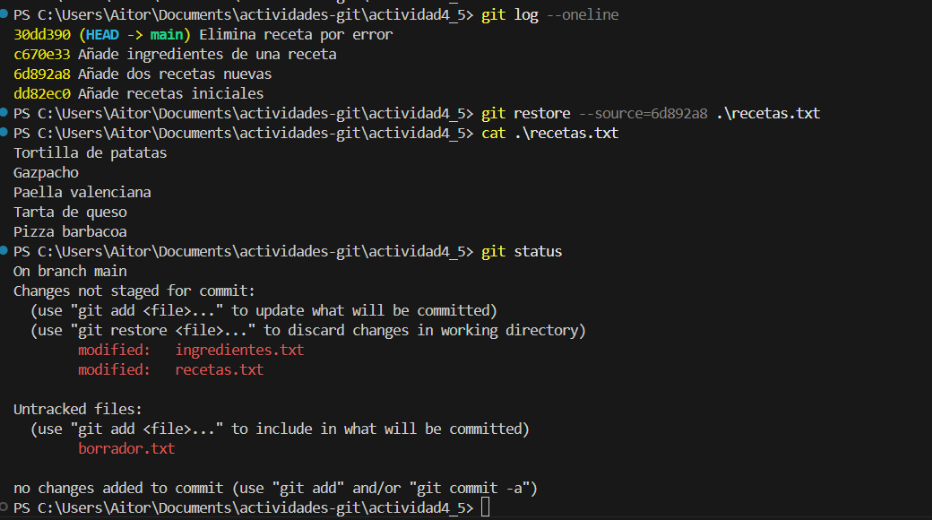 PS C:\Users\Aitor\Documents\actividades-git\actividad4_5> git log --oneline
30dd390 (HEAD -> main) Elimina receta por error
c670e33 Añade ingredientes de una receta
6d892a8 Añade dos recetas nuevas
dd82ec0 Añade recetas iniciales
PS C:\Users\Aitor\Documents\actividades-git\actividad4_5> git restore --source=6d892a8 .\recetas.txt
PS C:\Users\Aitor\Documents\actividades-git\actividad4_5> cat .\recetas.txt
Tortilla de patatas
Gazpacho
Paella valenciana
Tarta de queso
Pizza barbacoa
PS C:\Users\Aitor\Documents\actividades-git\actividad4_5> git status
On branch main
Changes not staged for commit:
  (use "git add <file>..." to update what will be committed)
  (use "git restore <file>..." to discard changes in working directory)
        modified:   ingredientes.txt
        modified:   recetas.txt

Untracked files:
  (use "git add <file>..." to include in what will be committed)
        borrador.txt

no changes added to commit (use "git add" and/or "git commit -a")
PS C:\Users\Aitor\Documents\actividades-git\actividad4_5>